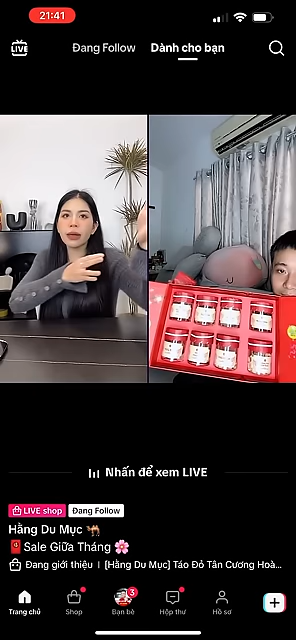 21:41
LIVE
Đang Follow
Dành cho bạn
Nhấn để xem LIVE
LIVE shop
Đang Follow
Hằng Du Mục 🐫
🧧Sale Giữa Tháng 🌸
Đang giới thiệu | [Hằng Du Mục] Táo Đỏ Tân Cương Hoà...
3
Trang chủ
Shop
Bạn bè
Hộp thư
Hồ sơ